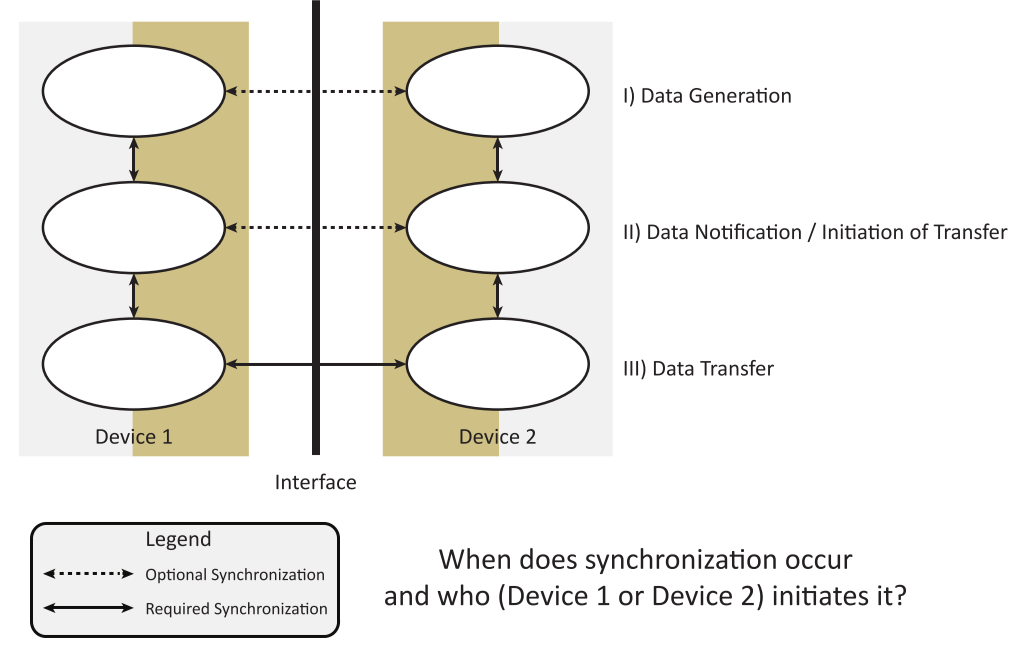 I) Data Generation
II) Data Notification / Initiation of Transfer
III) Data Transfer
Device 1
Device 2
Interface
Legend
Optional Synchronization
Required Synchronization
When does synchronization occur
and who (Device 1 or Device 2) initiates it?